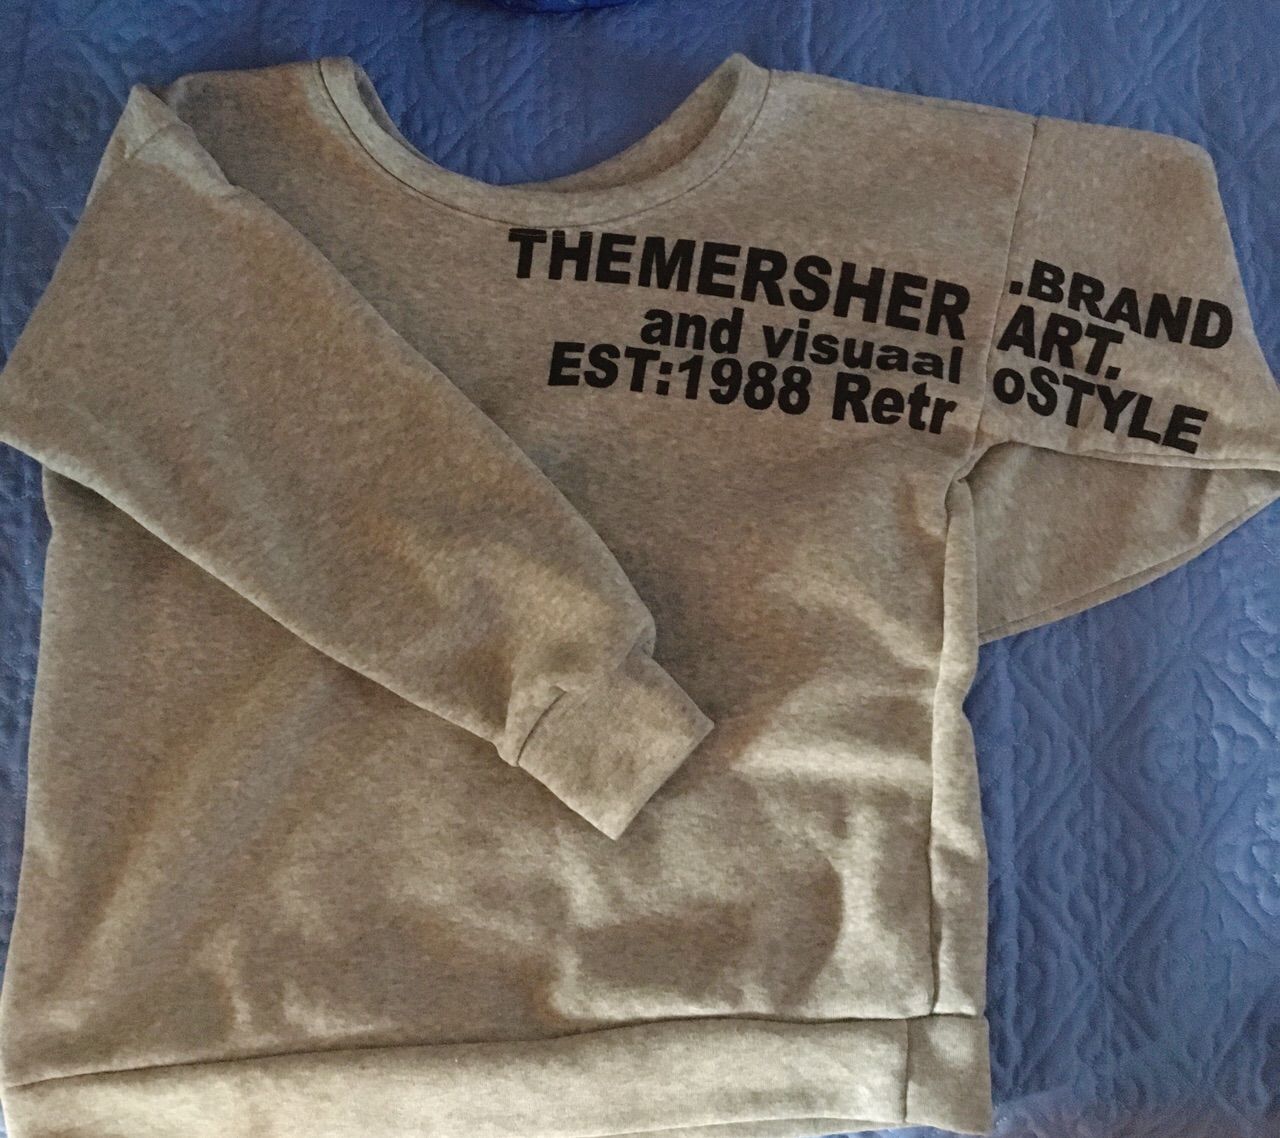 THEMERSHER .BRAND
and visuaal ART.
EST:1988 Retr oSTYLE